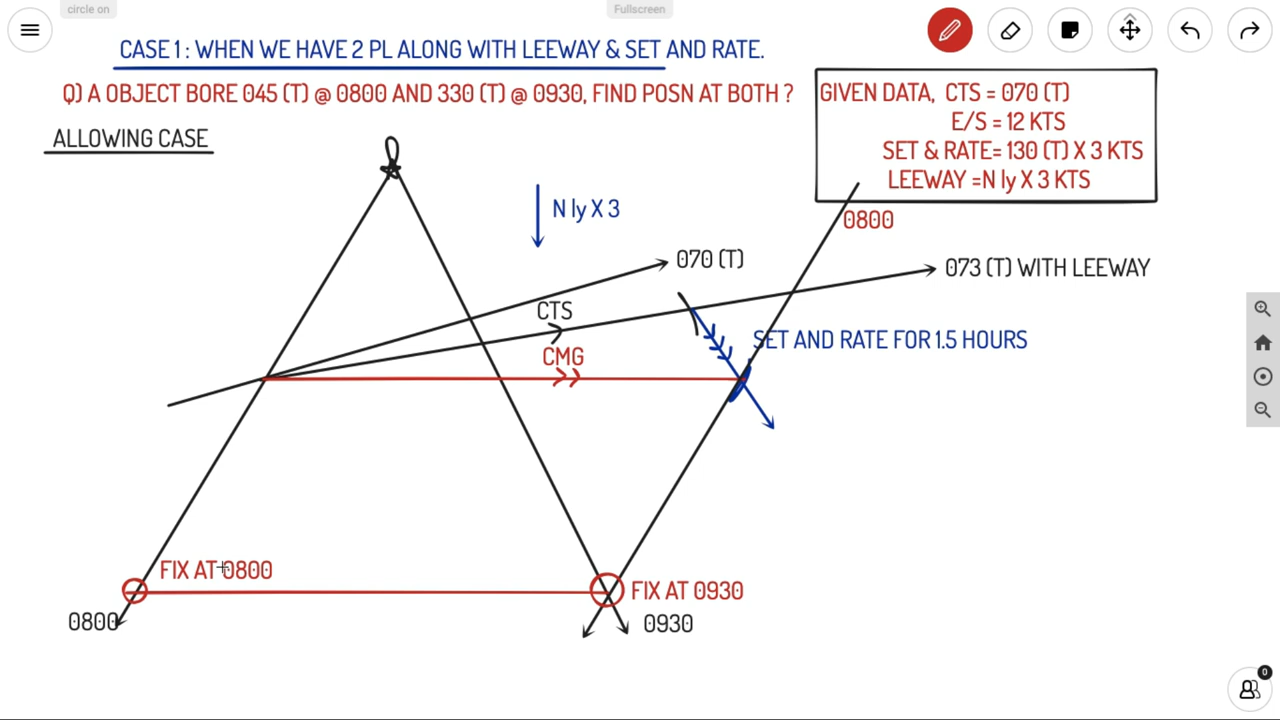 circle on
Fullscreen
CASE 1 : WHEN WE HAVE 2 PL ALONG WITH LEEWAY & SET AND RATE.
Q) A OBJECT BORE 045 (T) @ 0800 AND 330 (T) @ 0930, FIND POSN AT BOTH ?
GIVEN DATA, CTS = 070 (T)
E/S = 12 KTS
SET & RATE= 130 (T) X 3 KTS
LEEWAY =N ly X 3 KTS
ALLOWING CASE
N ly X 3
0800
070 (T)
073 (T) WITH LEEWAY
CTS
SET AND RATE FOR 1.5 HOURS
CMG
FIX AT 0800
FIX AT 0930
0800
0930
0